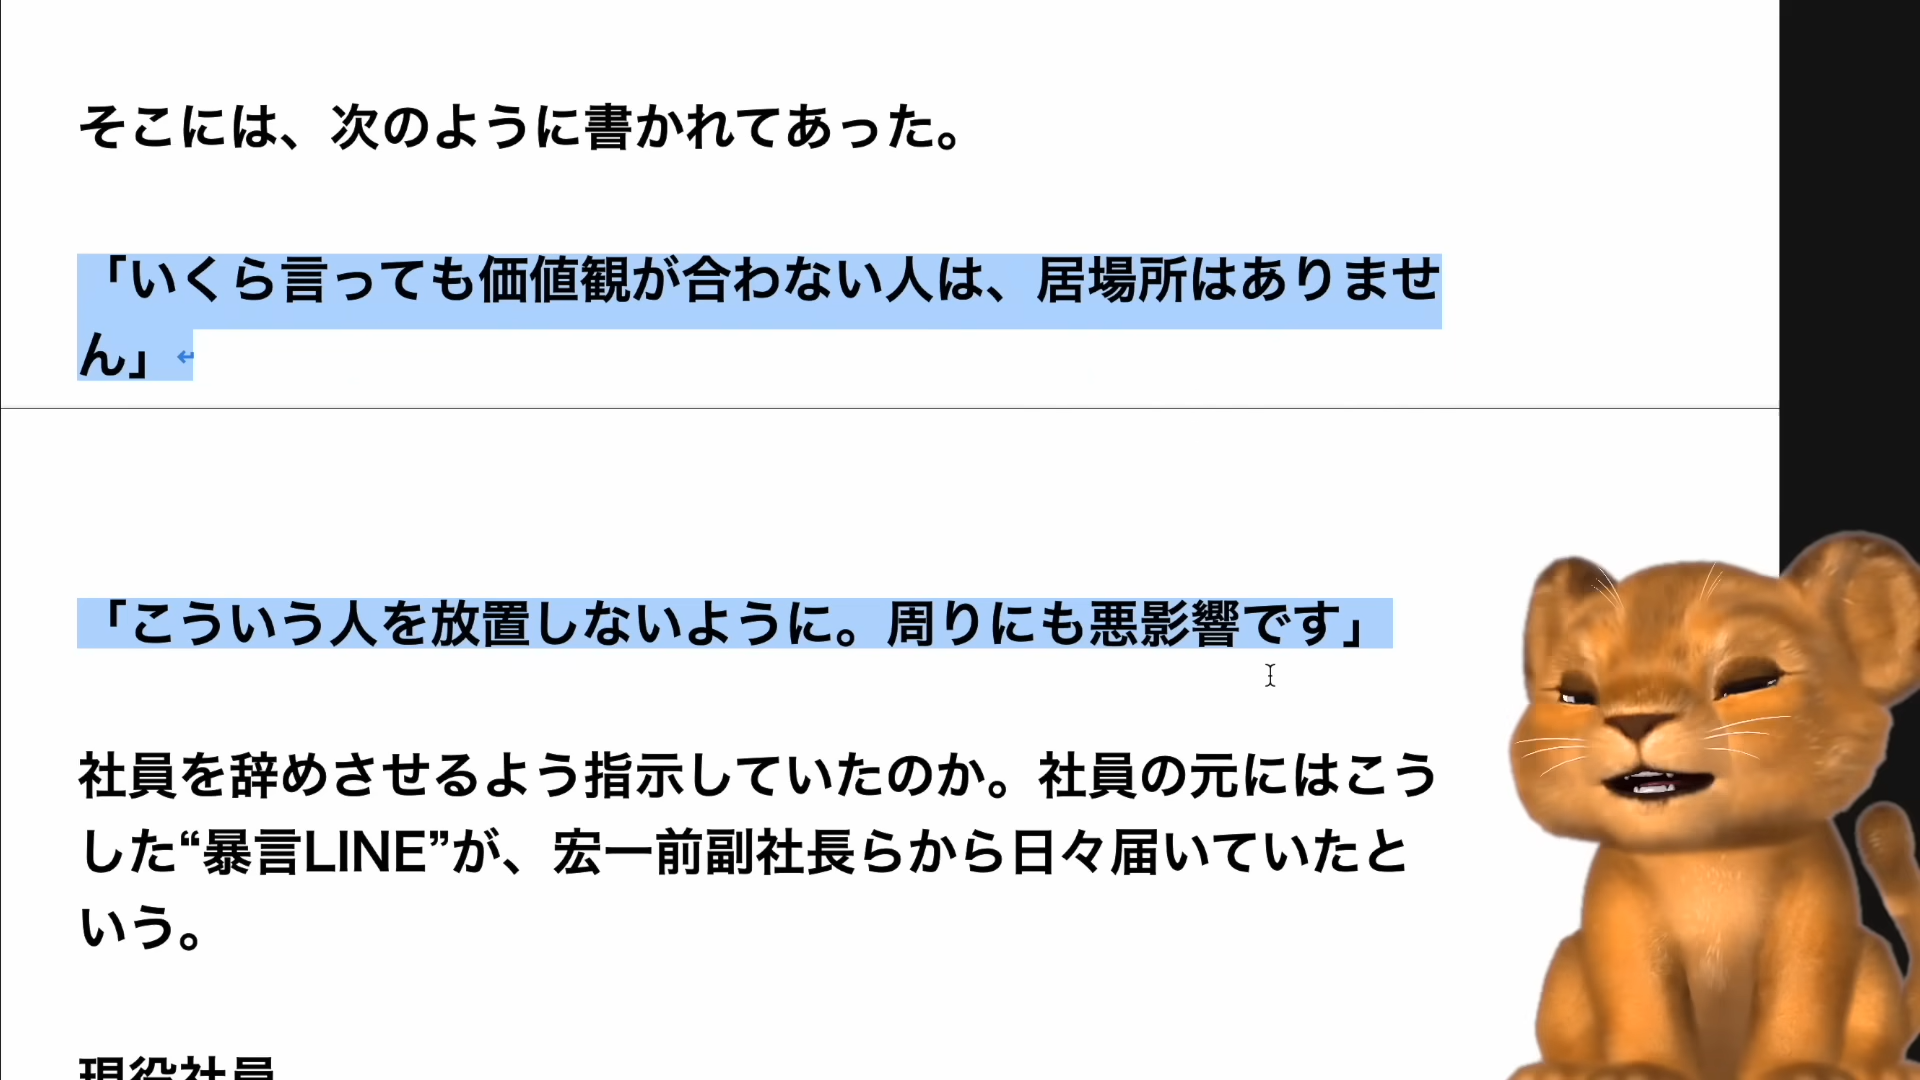 そこには、次のように書かれてあった。
「いくら言っても価値観が合わない人は、居場所はありませ
ん」
「こういう人を放置しないように。周りにも悪影響です」
社員を辞めさせるよう指示していたのか。社員の元にはこう
した“暴言LINE”が、宏一前副社長らから日々届いていたと
いう。
現役社員